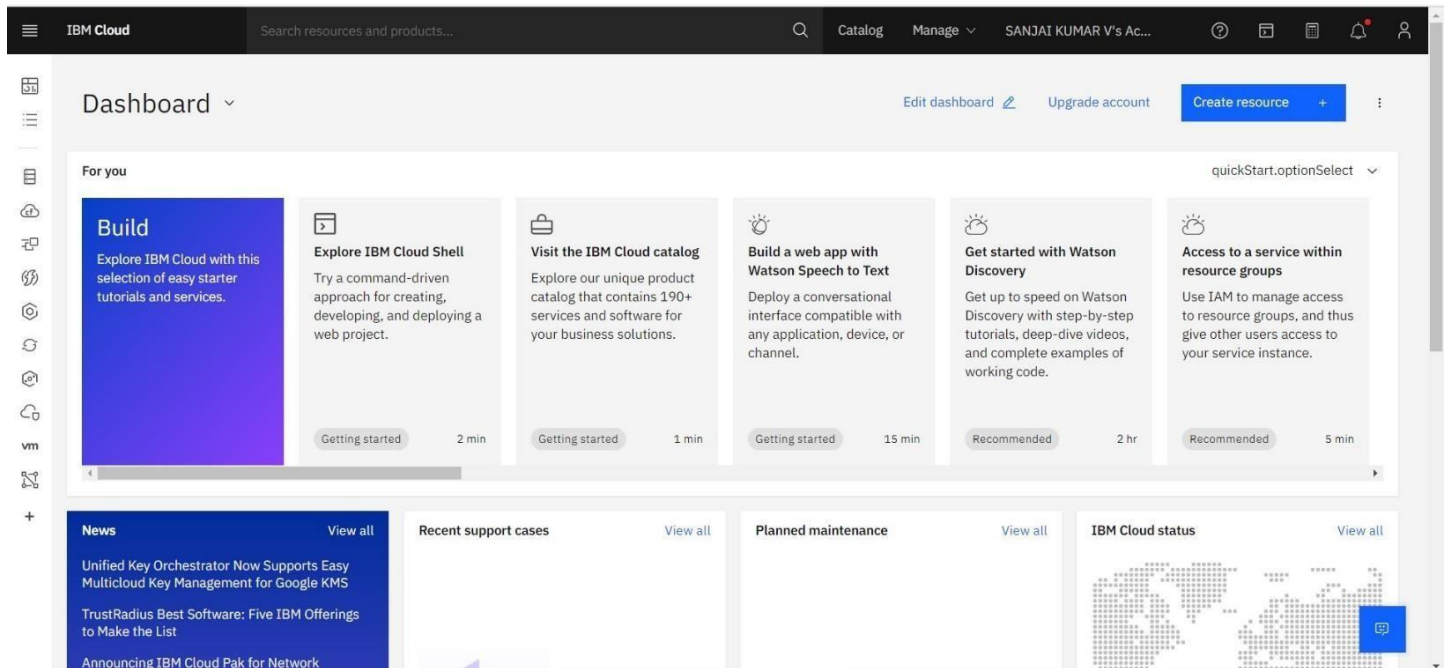 IBM Cloud
Search resources and products...
Catalog
Manage
SANJAI KUMAR V's Ac...
Dashboard
Edit dashboard
Upgrade account
Create resource +
For you
quickStart.optionSelect
Build
Explore IBM Cloud with this
selection of easy starter
tutorials and services.
Explore IBM Cloud Shell
Try a command-driven
approach for creating,
developing, and deploying a
web project.
Getting started 2 min
Visit the IBM Cloud catalog
Explore our unique product
catalog that contains 190+
services and software for
your business solutions.
Getting started 1 min
Build a web app with
Watson Speech to Text
Deploy a conversational
interface compatible with
any application, device, or
channel.
Getting started 15 min
Get started with Watson
Discovery
Get up to speed on Watson
Discovery with step-by-step
tutorials, deep-dive videos,
and complete examples of
working code.
Recommended 2 hr
Access to a service within
resource groups
Use IAM to manage access
to resource groups, and thus
give other users access to
your service instance.
Recommended 5 min
vm
News View all
Unified Key Orchestrator Now Supports Easy
Multicloud Key Management for Google KMS
TrustRadius Best Software: Five IBM Offerings
to Make the List
Announcing IBM Cloud Pak for Network
Recent support cases View all
Planned maintenance View all
IBM Cloud status View all